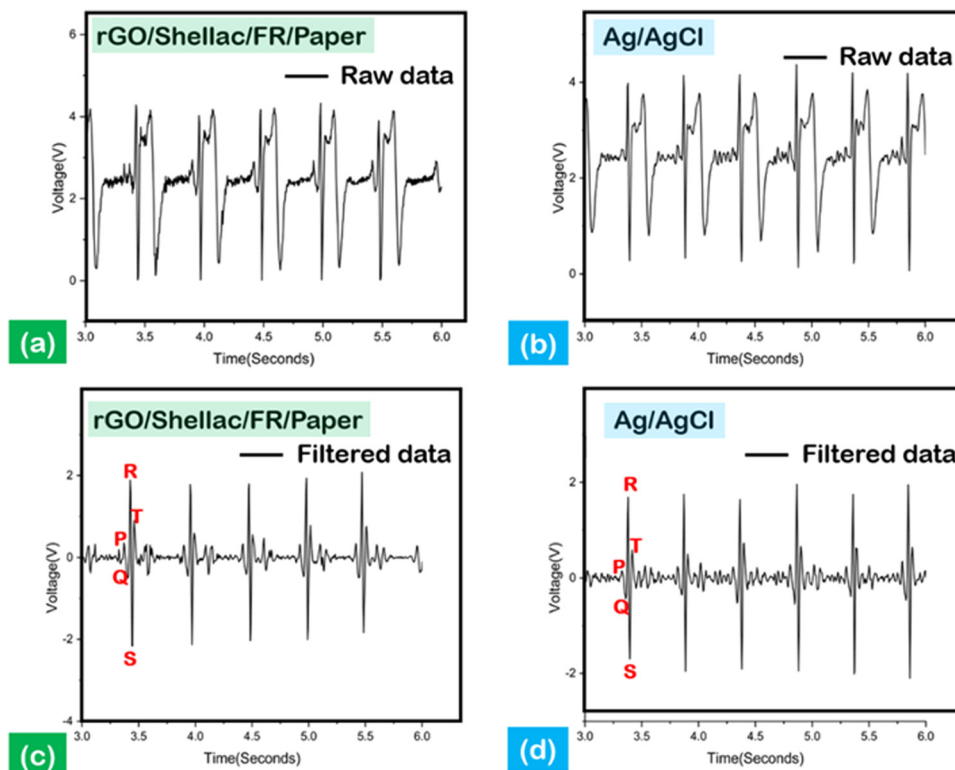 rGO/Shellac/FR/Paper
Raw data
6
4
2
0
Voltage(V)
3.0 3.5 4.0 4.5 5.0 5.5 6.0
Time(Seconds)
(a)
Ag/AgCl
Raw data
4
2
0
Voltage(V)
3.0 3.5 4.0 4.5 5.0 5.5 6.0
Time(Seconds)
(b)
rGO/Shellac/FR/Paper
Filtered data
R
T
P
Q
S
2
0
-2
-4
Voltage(V)
3.0 3.5 4.0 4.5 5.0 5.5 6.0
Time(Seconds)
(c)
Ag/AgCl
Filtered data
R
T
P
Q
S
2
0
-2
Voltage(V)
3.0 3.5 4.0 4.5 5.0 5.5 6.0
Time(Seconds)
(d)